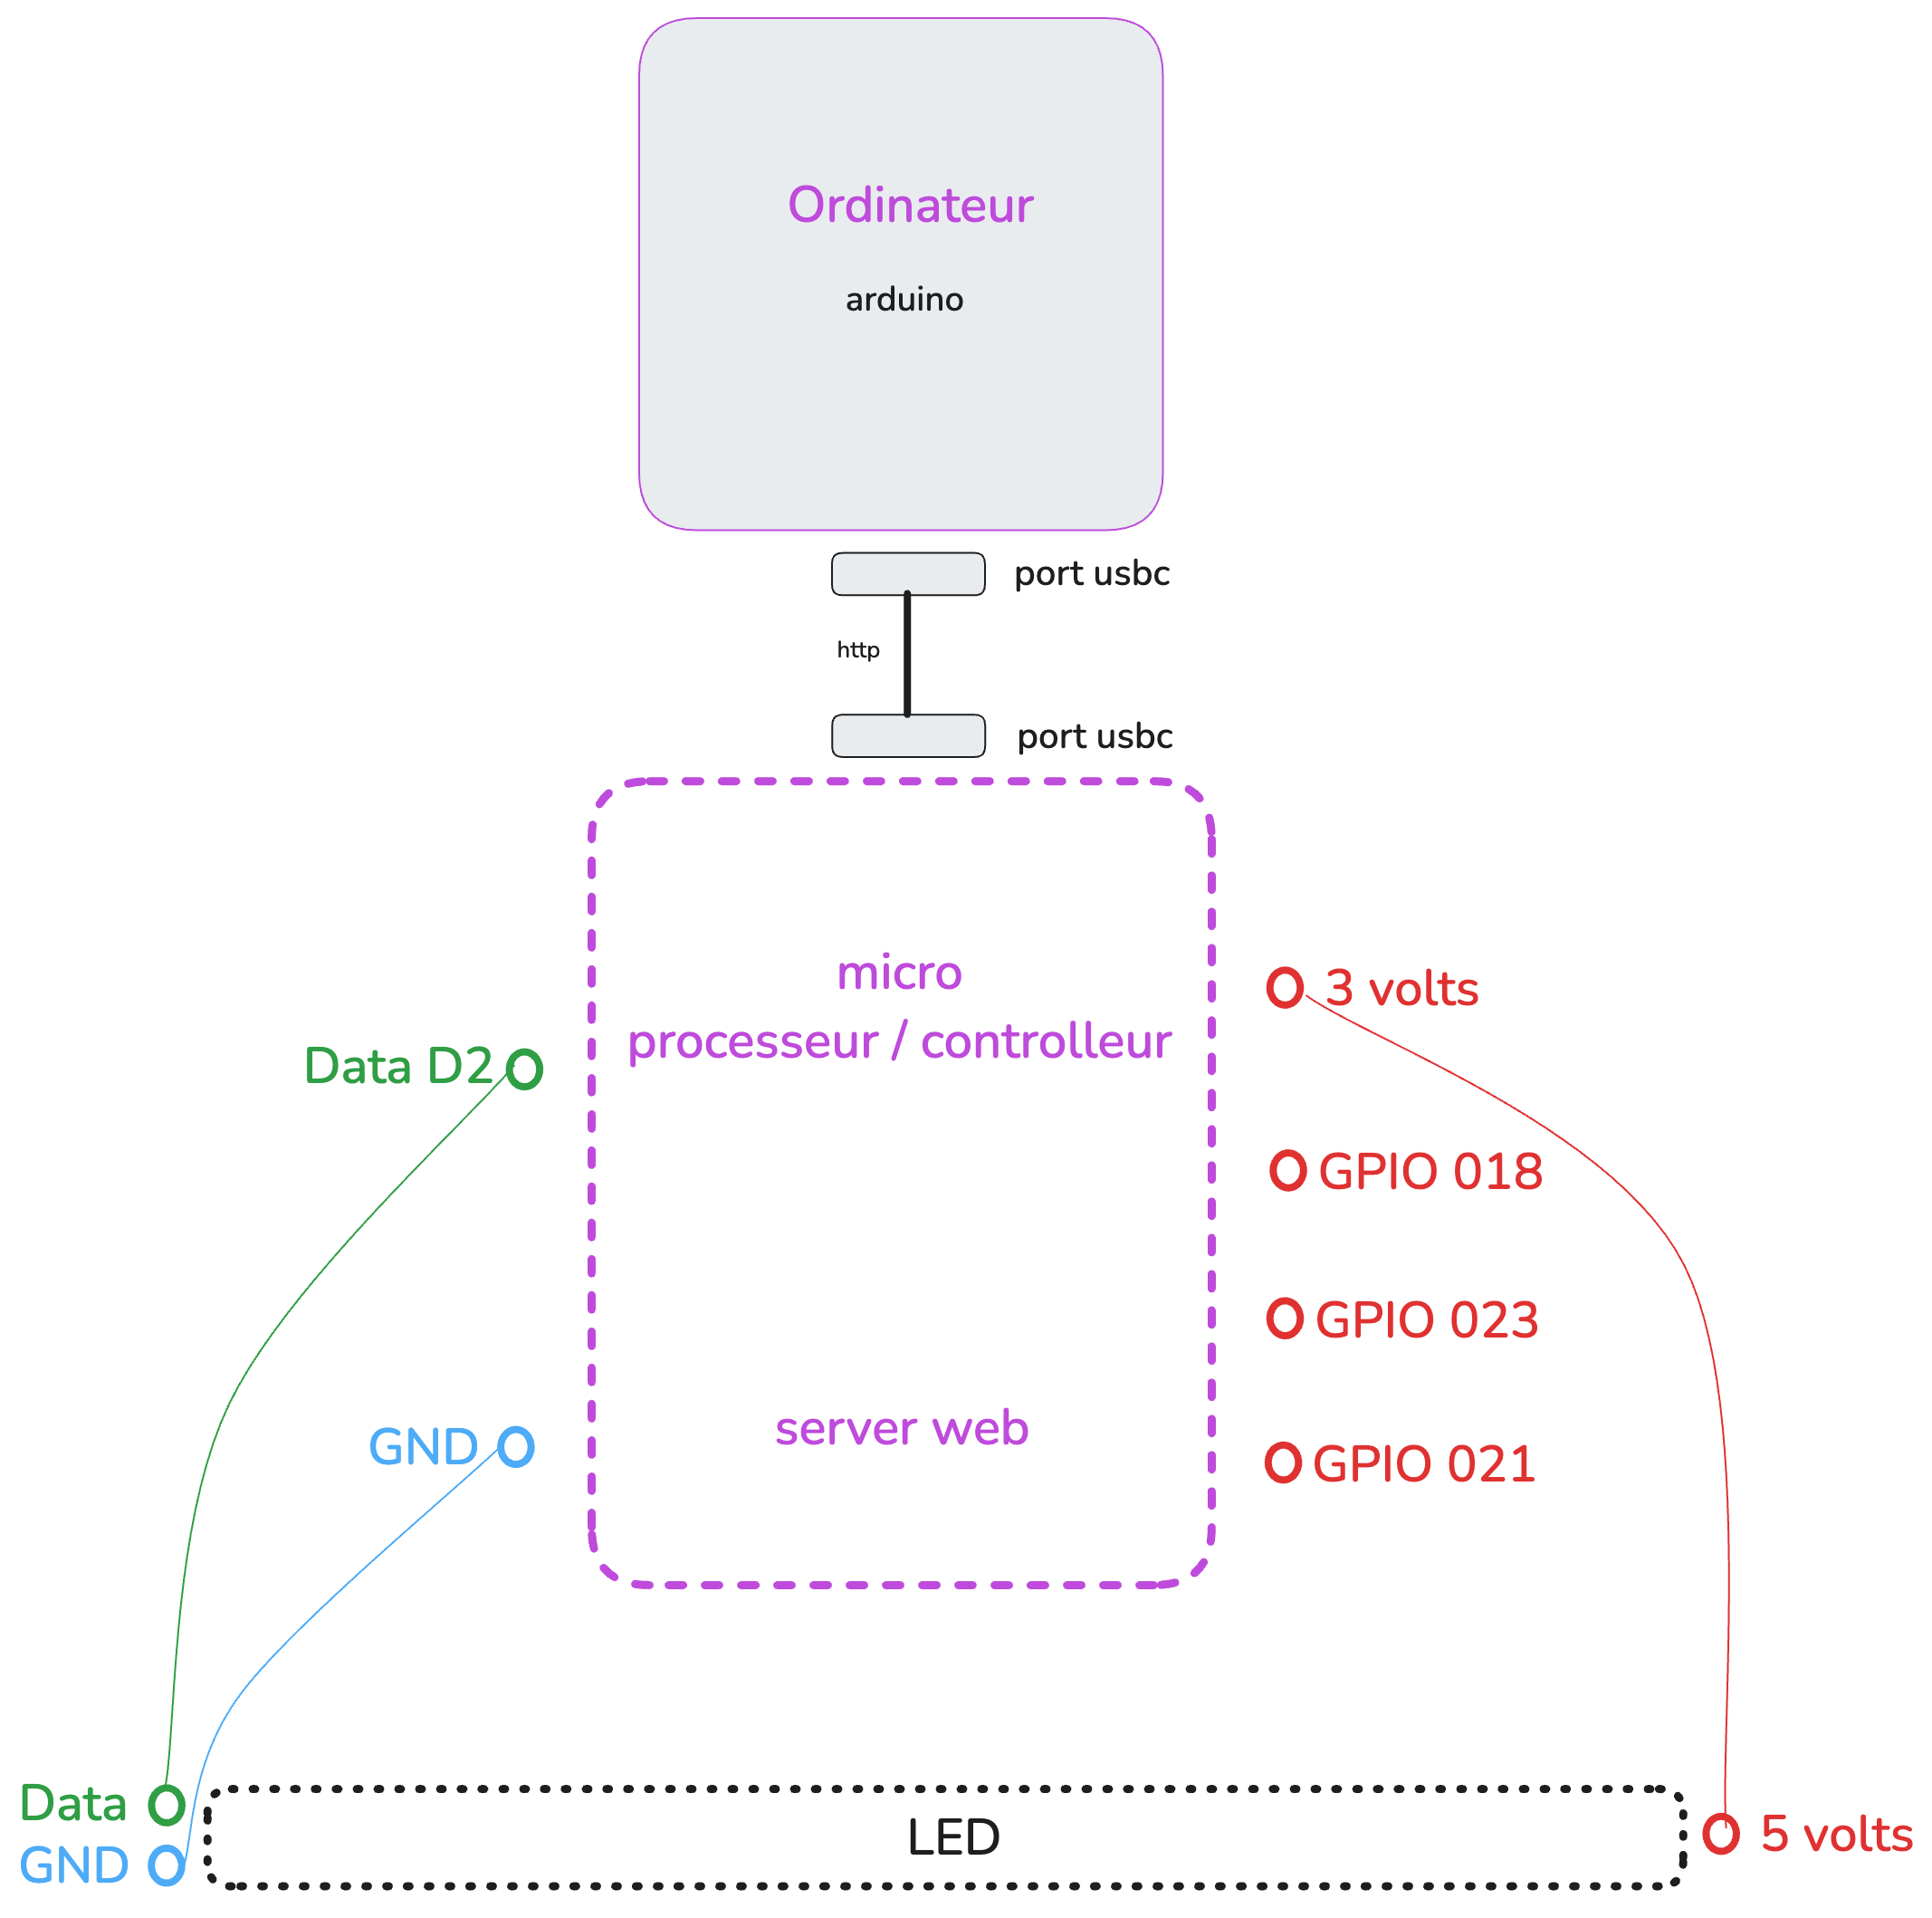 Ordinateur
arduino
port usbc
http
port usbc
micro
processeur / controlleur
3 volts
Data D2
GPIO 018
GPIO 023
GND
server web
GPIO 021
Data
LED
5 volts
GND